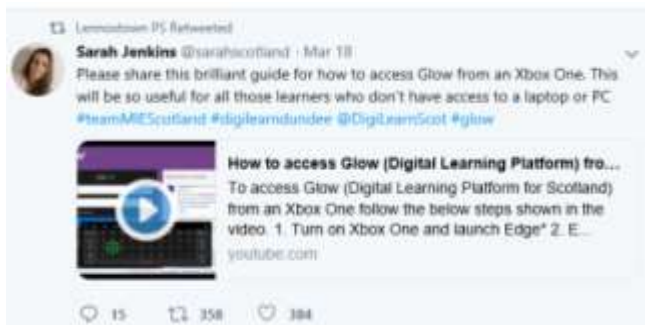 Lennoxtown PS Retweeted
Sarah Jenkins @sarahscotland · Mar 18
Please share this brilliant guide for how to access Glow from an Xbox One. This
will be so useful for all those learners who don't have access to a laptop or PC
#teamMIEScotland #digilearndundee @DigiLearnScot #glow
How to access Glow (Digital Learning Platform) fro...
To access Glow (Digital Learning Platform for Scotland)
from an Xbox One follow the below steps shown in the
video. 1. Turn on Xbox One and launch Edge* 2. E...
youtube.com
15 358 384